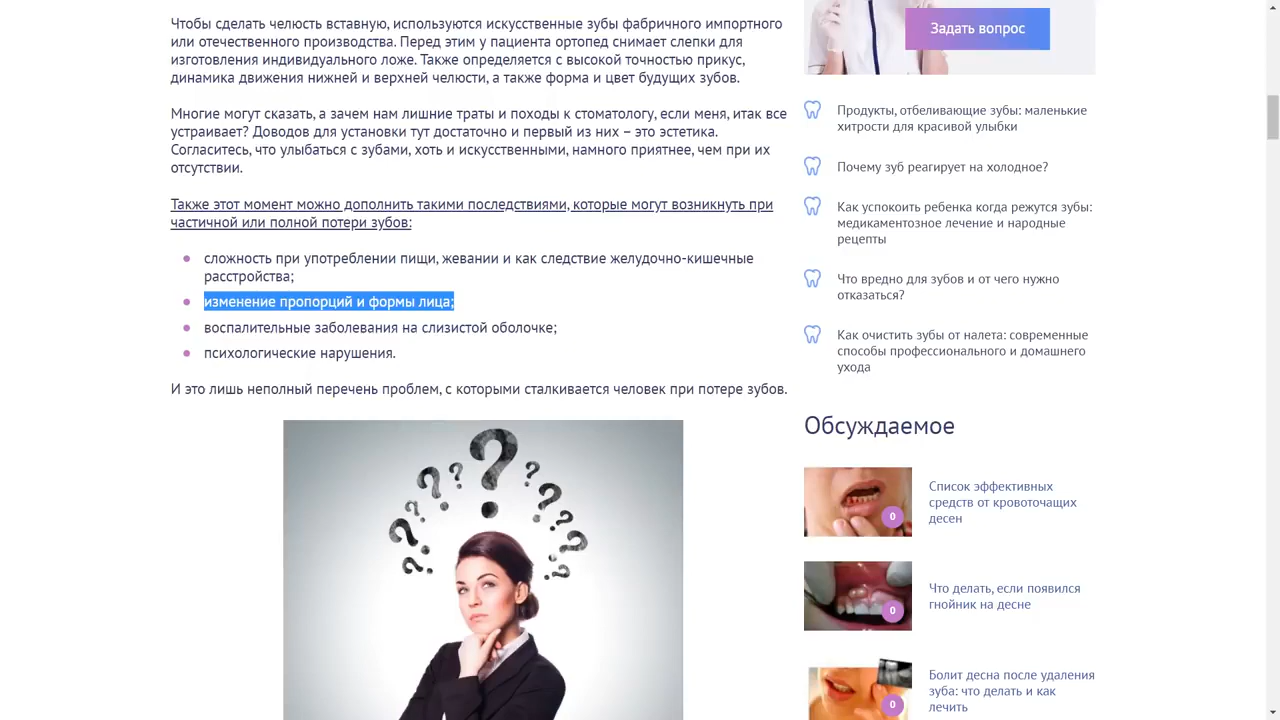 Чтобы сделать челюсть вставную, используются искусственные зубы фабричного импортного
или отечественного производства. Перед этим у пациента ортопед снимает слепки для
изготовления индивидуального ложе. Также определяется с высокой точностью прикус,
динамика движения нижней и верхней челюсти, а также форма и цвет будущих зубов.
Многие могут сказать, а зачем нам лишние траты и походы к стоматологу, если меня, итак все
устраивает? Доводов для установки тут достаточно и первый из них – это эстетика.
Согласитесь, что улыбаться с зубами, хоть и искусственными, намного приятнее, чем при их
отсутствии.
Также этот момент можно дополнить такими последствиями, которые могут возникнуть при
частичной или полной потери зубов:
сложность при употреблении пищи, жевании и как следствие желудочно-кишечные
расстройства;
изменение пропорций и формы лица;
воспалительные заболевания на слизистой оболочке;
психологические нарушения.
И это лишь неполный перечень проблем, с которыми сталкивается человек при потере зубов.
Задать вопрос
Продукты, отбеливающие зубы: маленькие
хитрости для красивой улыбки
Почему зуб реагирует на холодное?
Как успокоить ребенка когда режутся зубы:
медикаментозное лечение и народные
рецепты
Что вредно для зубов и от чего нужно
отказаться?
Как очистить зубы от налета: современные
способы профессионального и домашнего
ухода
Обсуждаемое
Список эффективных
средств от кровоточащих
десен
0
Что делать, если появился
гнойник на десне
0
Болит десна после удаления
зуба: что делать и как
лечить
0